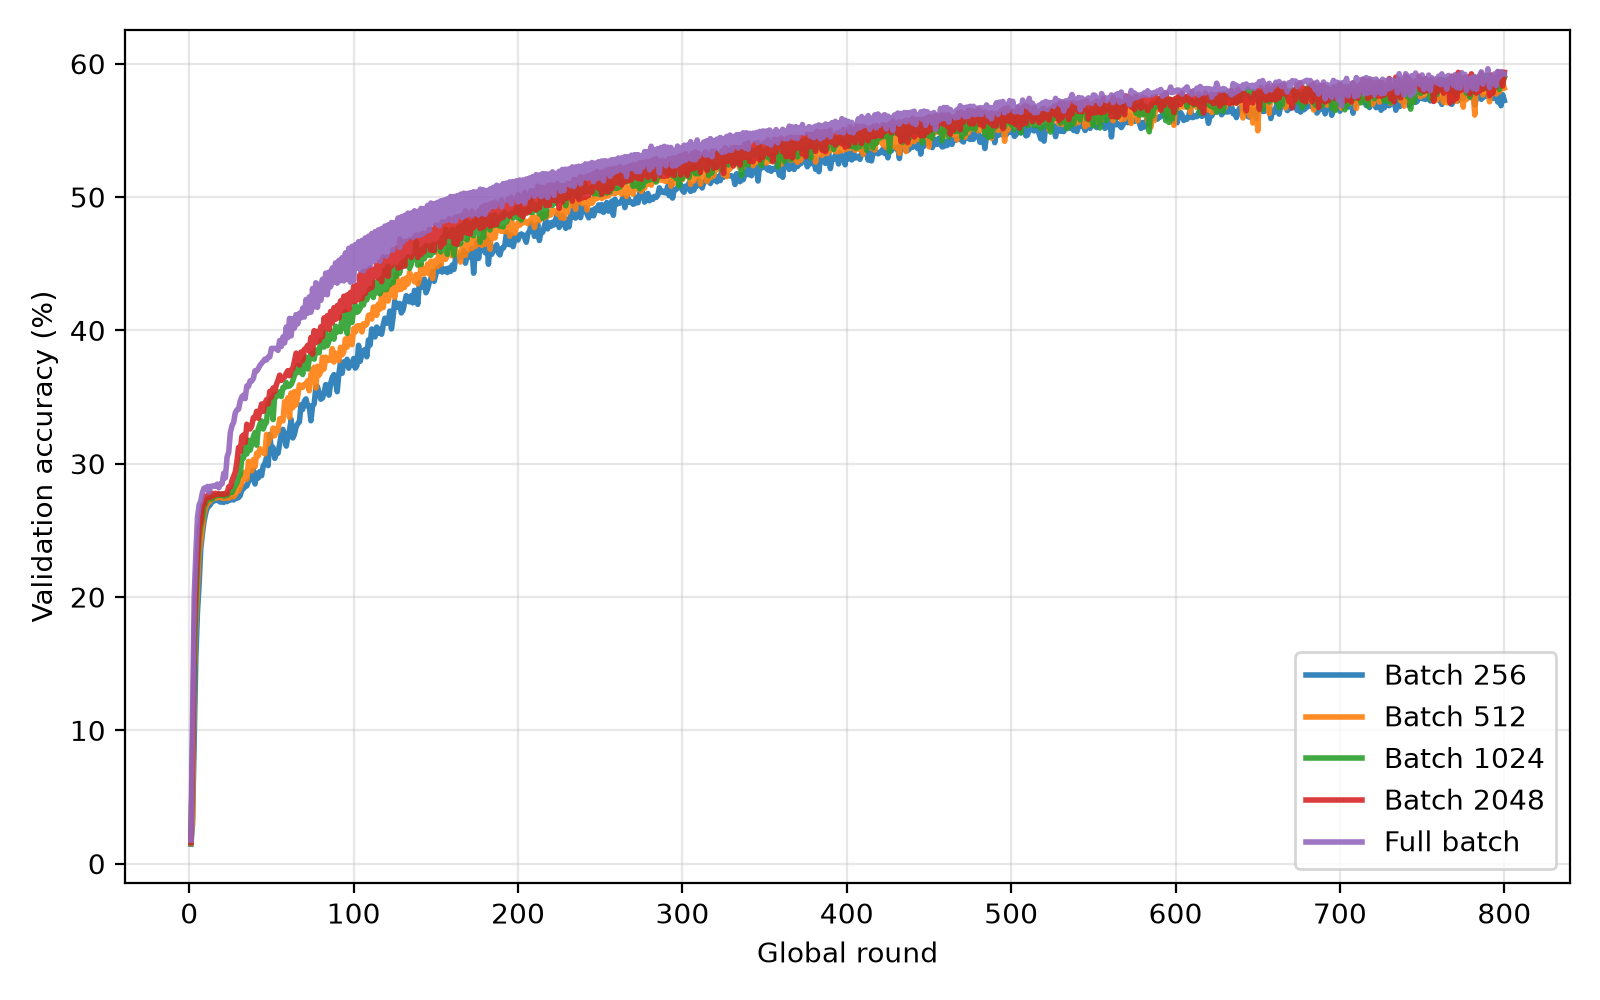 60
50
40
30
20
10
0
Validation accuracy (%)
0 100 200 300 400 500 600 700 800
Global round
Batch 256
Batch 512
Batch 1024
Batch 2048
Full batch